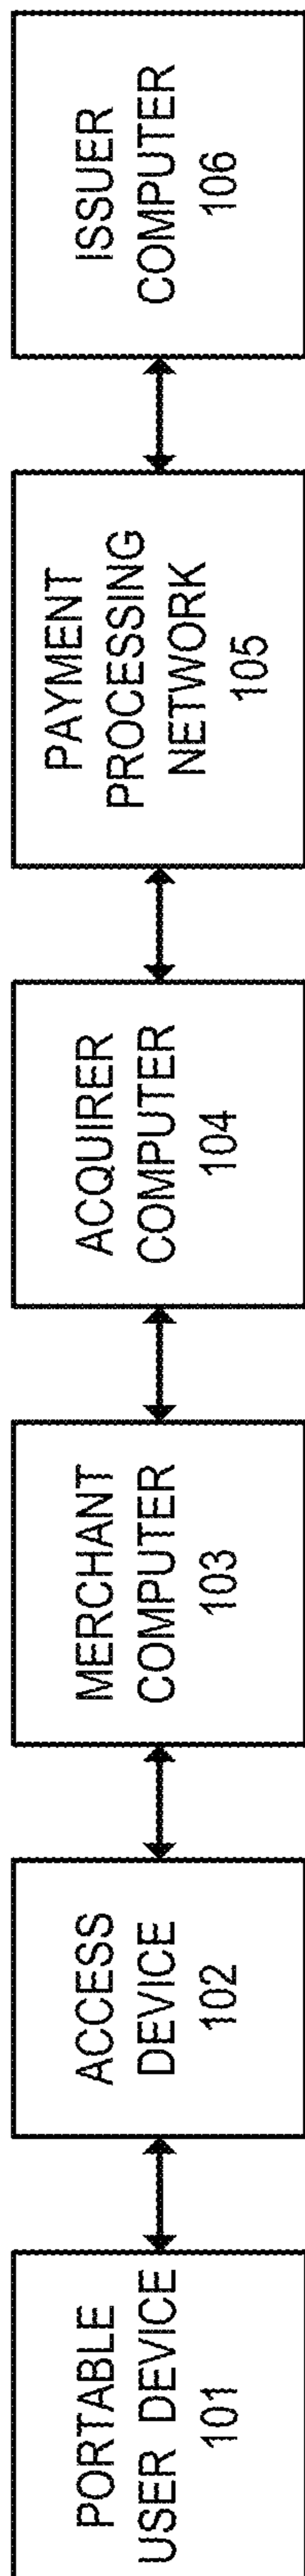 PORTABLE
USER DEVICE
101
ACCESS
DEVICE
102
MERCHANT
COMPUTER
103
ACQUIRER
COMPUTER
104
PAYMENT
PROCESSING
NETWORK
105
ISSUER
COMPUTER
106